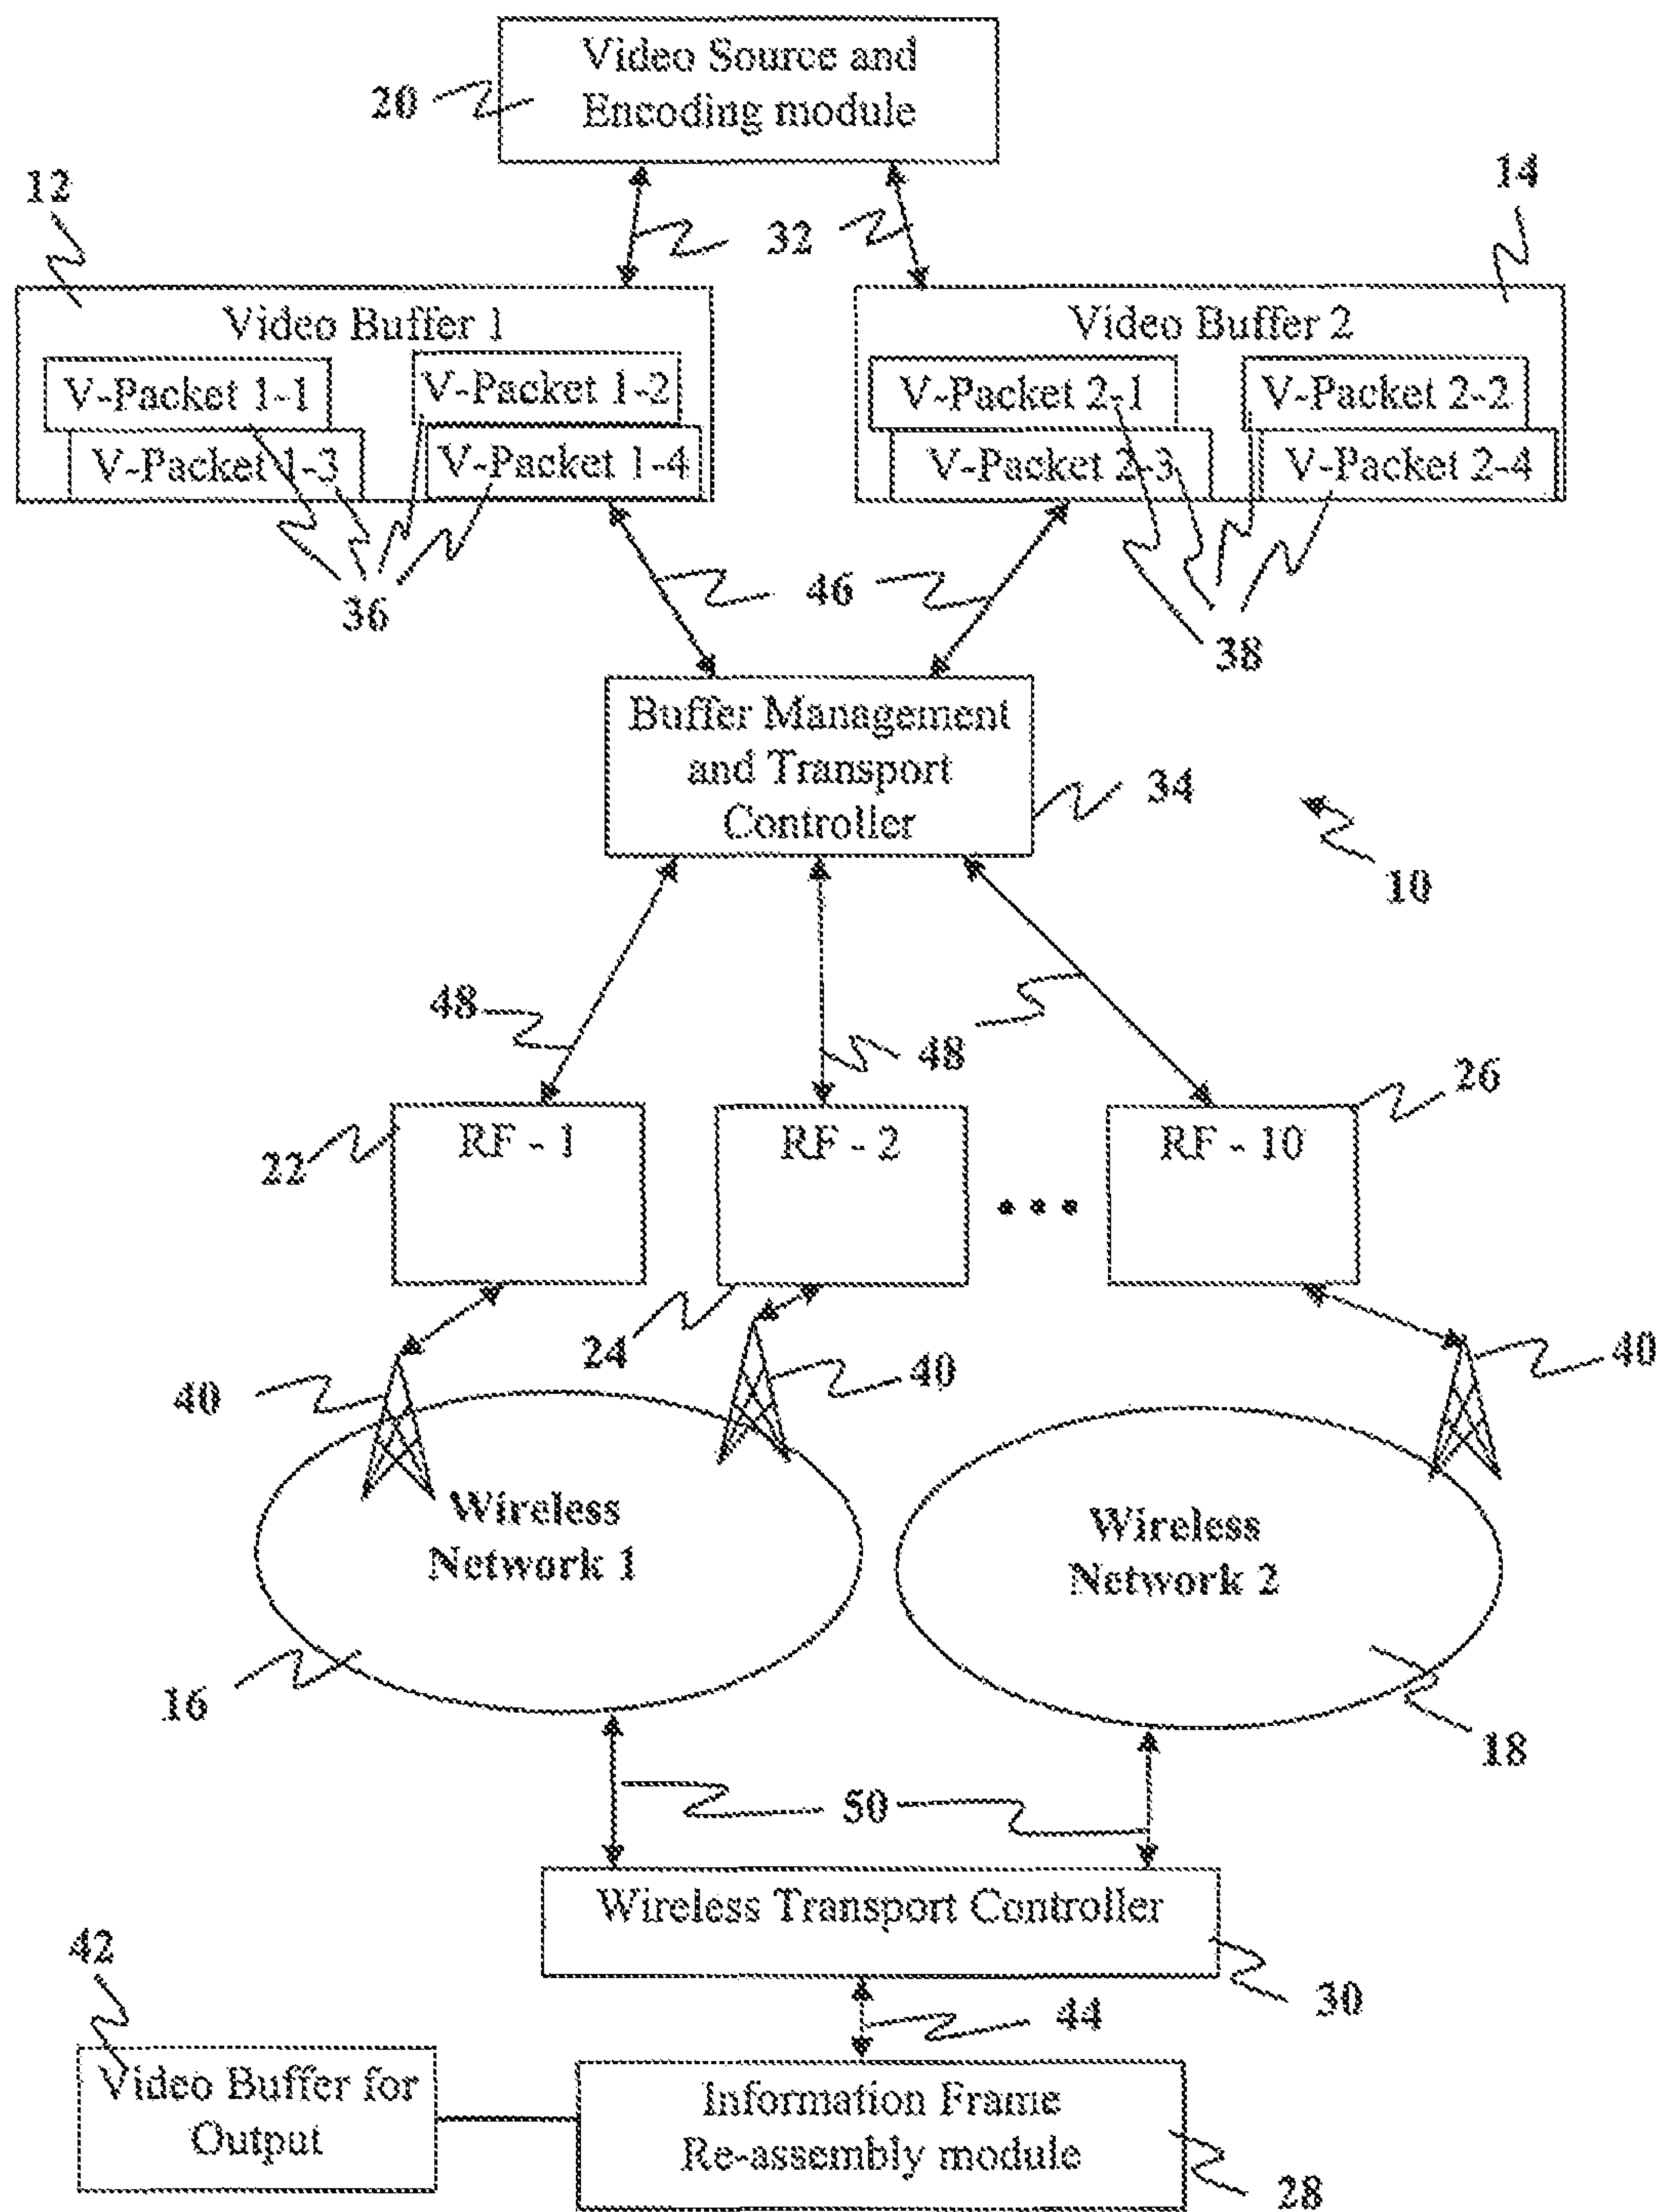 Video Source and
Encoding module
20
12
14
32
Video Buffer 1
Video Buffer 2
V-Packet 1-1
V-Packet 1-2
V-Packet 2-1
V-Packet 2-2
V-Packet 1-3
V-Packet 1-4
V-Packet 2-3
V-Packet 2-4
46
36
38
Buffer Management
and Transport
Controller
34
10
48
48
26
RF - 1
RF - 2
RF - 10
22
24
40
40
40
Wireless
Network 1
Wireless
Network 2
16
18
50
Wireless Transport Controller
42
30
44
Video Buffer for
Output
Information Frame
Re-assembly module
28